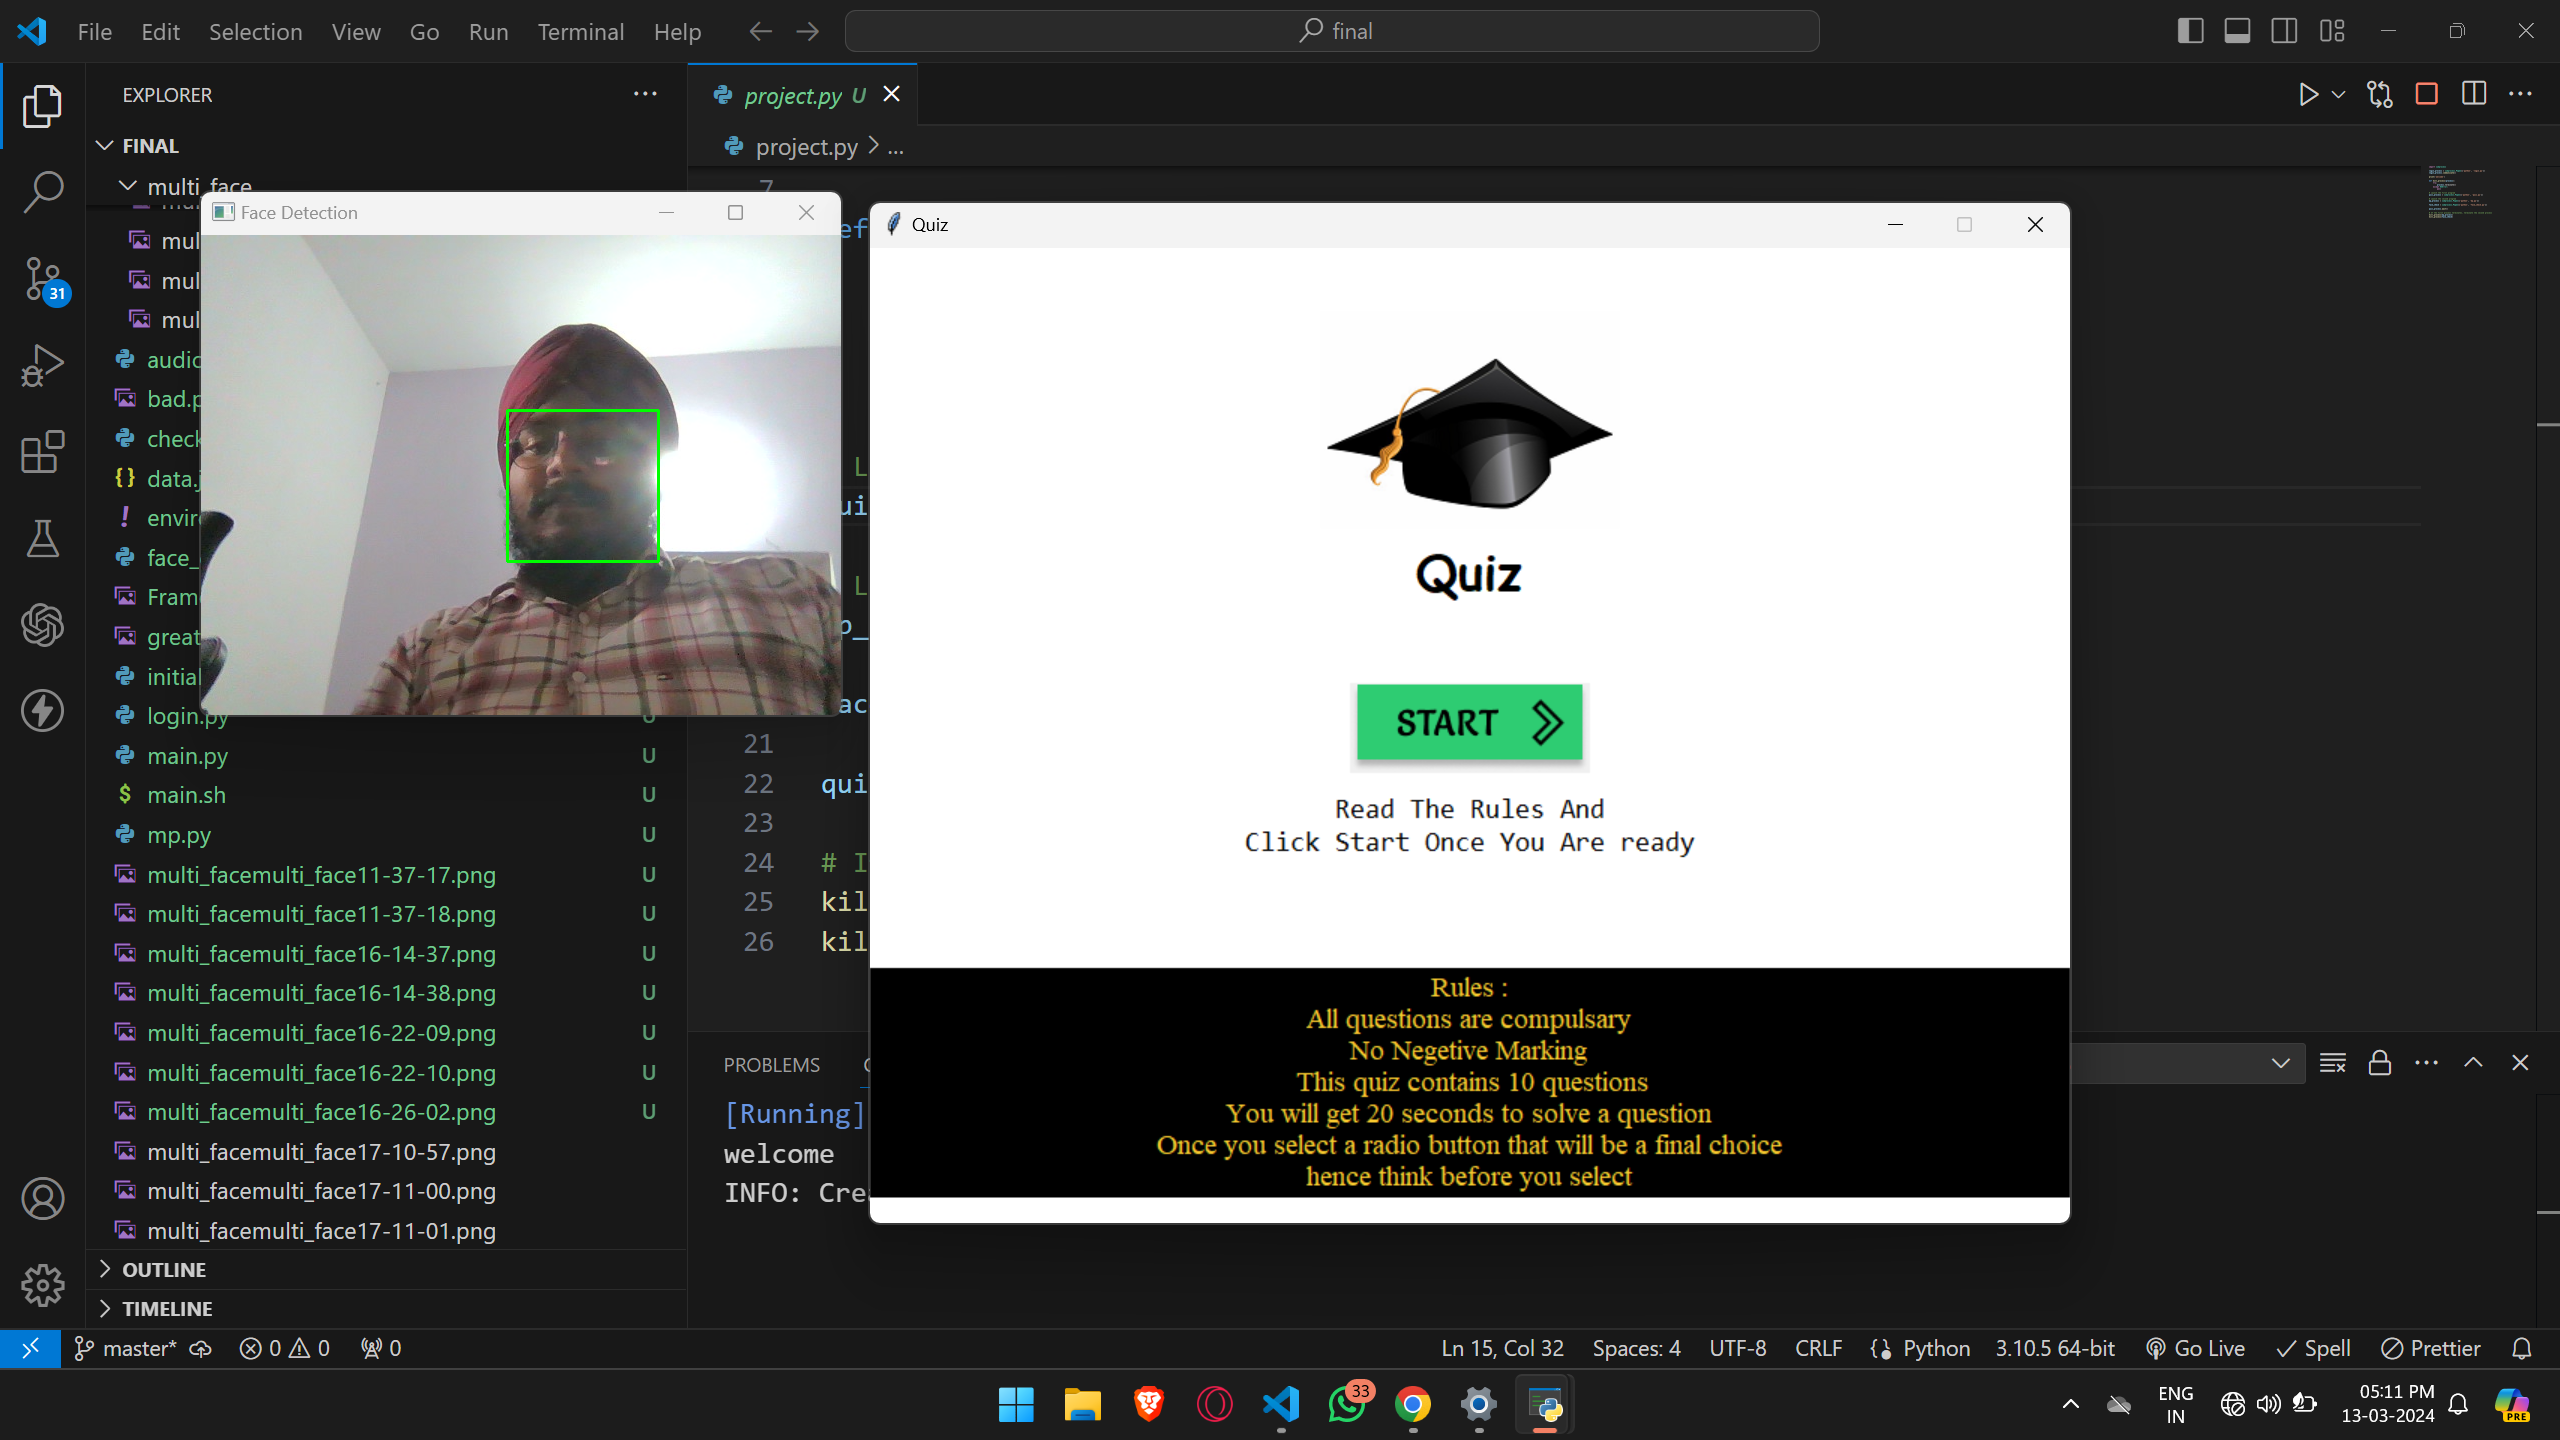 File Edit Selection View Go Run Terminal Help
final
EXPLORER
FINAL
multi_face
mul
mul
mul
audio
bad.p
check
data.j
envir
face_
Fram
great
initial
login.py U
main.py U
main.sh U
mp.py U
multi_facemulti_face11-37-17.png U
multi_facemulti_face11-37-18.png U
multi_facemulti_face16-14-37.png U
multi_facemulti_face16-14-38.png U
multi_facemulti_face16-22-09.png U
multi_facemulti_face16-22-10.png U
multi_facemulti_face16-26-02.png U
multi_facemulti_face17-10-57.png
multi_facemulti_face17-11-00.png
multi_facemulti_face17-11-01.png
OUTLINE
TIMELINE
31
project.py U
project.py > ...
7
ef
L
ui
L
p_
ac
21
22 qui
23
24 # I
25 kil
26 kil
Face Detection
Quiz
Quiz
START
Read The Rules And
Click Start Once You Are ready
Rules :
All questions are compulsary
No Negetive Marking
This quiz contains 10 questions
You will get 20 seconds to solve a question
Once you select a radio button that will be a final choice
hence think before you select
PROBLEMS
[Running]
welcome
INFO: Cre
master* 0 0 0
Ln 15, Col 32 Spaces: 4 UTF-8 CRLF Python 3.10.5 64-bit Go Live Spell Prettier
33
ENG
IN
05:11 PM
13-03-2024
PRE